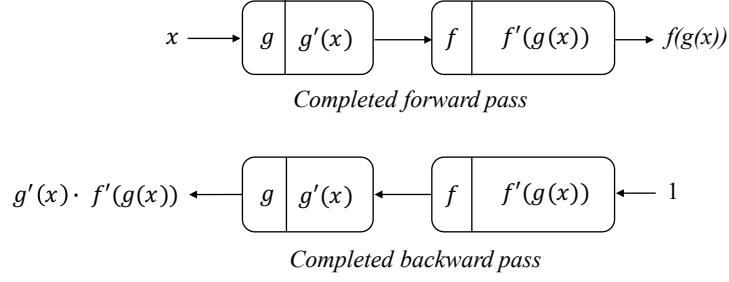 x g g′(x) f f′(g(x)) f(g(x))
Completed forward pass
g′(x)· f′(g(x)) g g′(x) f f′(g(x)) 1
Completed backward pass